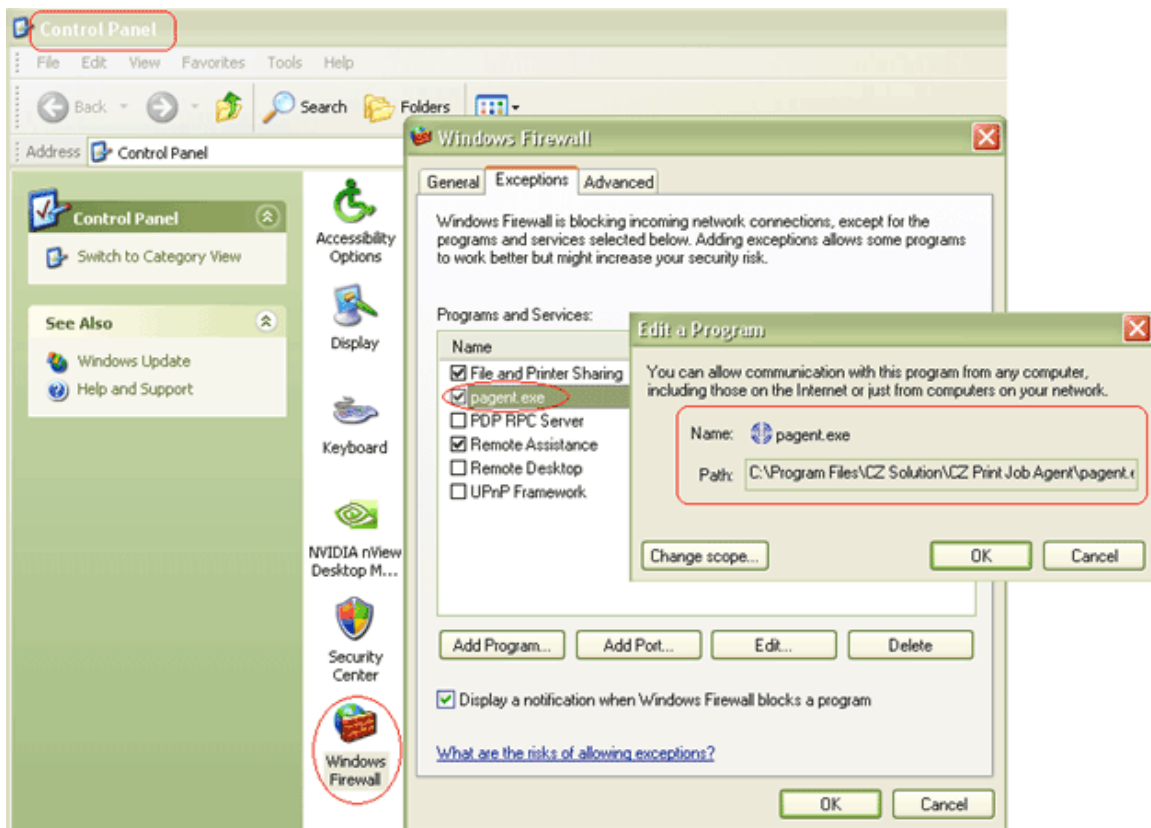 Control Panel
File Edit View Favorites Tools Help
Back Search Folders
Address Control Panel
Control Panel
Switch to Category View
See Also
Windows Update
Help and Support
Accessibility
Options
Display
Keyboard
NVIDIA nView
Desktop M...
Security
Center
Windows
Firewall
Windows Firewall
General Exceptions Advanced
Windows Firewall is blocking incoming network connections, except for the
programs and services selected below. Adding exceptions allows some programs
to work better but might increase your security risk.
Programs and Services:
Name
File and Printer Sharing
pagent.exe
PDP RPC Server
Remote Assistance
Remote Desktop
UPnP Framework
Add Program... Add Port... Edit... Delete
Display a notification when Windows Firewall blocks a program
What are the risks of allowing exceptions?
OK Cancel
Edit a Program
You can allow communication with this program from any computer,
including those on the Internet or just from computers on your network.
Name: pagent.exe
Path: C:\Program Files\CZ Solution\CZ Print Job Agent\pagent.e
Change scope... OK Cancel